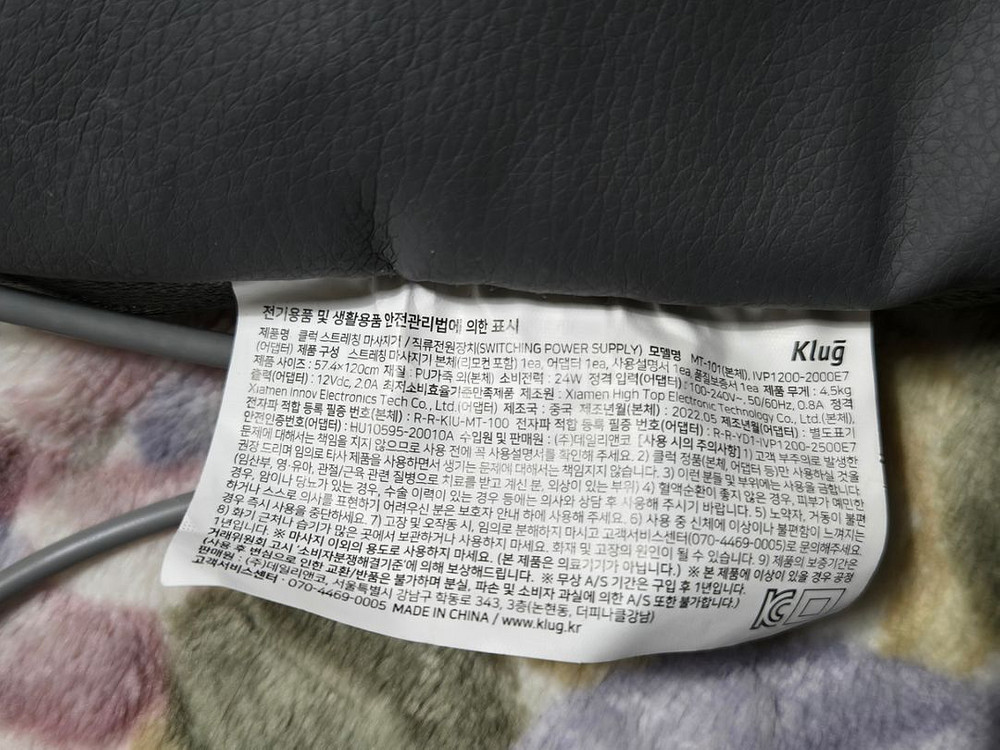 전기용품 및 생활용품 안전관리법에 의한 표시
Klug
제품명 클럭 스트레칭 마사지기 / 직류전원장치(SWITCHING POWER SUPPLY) 모델명 MT-101(본체), IVP1200-2000E7
(어댑터) 제품 구성 스트레칭 마사지기 본체(리모컨 포함) 1ea, 어댑터 1ea, 사용설명서 1ea, 품질보증서 1ea 제품 무게 : 4.5kg
제품 사이즈 : 57.4×120cm 재질 : PU가죽 외(본체) 소비전력 : 24W 정격 입력(어댑터) : 100-240V~, 50/60Hz, 0.8A 정격
출력(어댑터) : 12Vdc, 2.0A 최저소비효율기준만족제품 제조원 : Xiamen High Top Electronic Technology Co., Ltd.(본체),
Xiamen Innov Electronics Tech Co., Ltd.(어댑터) 제조국 : 중국 제조년월(본체) : 2022.05 제조년월(어댑터) : 별도표기
전자파 적합 등록 필증 번호(본체) : R-R-KIU-MT-100 전자파 적합 등록 필증 번호(어댑터) : R-R-YD1-IVP1200-2500E7
안전인증번호(어댑터) : HU10595-20010A 수입원 및 판매원 : (주)데일리앤코 [사용 시의 주의사항] 1) 고객 부주의로 발생한
문제에 대해서는 책임을 지지 않으므로 사용 전에 꼭 사용설명서를 확인해 주세요. 2) 클럭 정품(본체, 어댑터 등)만 사용하실 것을
권장 드리며 임의로 타사 제품을 사용하면서 생기는 문제에 대해서는 책임지지 않습니다. 3) 이런 분들 및 부위에는 사용을 금합니다.
(임산부, 영·유아, 관절/근육 관련 질병으로 치료를 받고 계신 분, 외상이 있는 부위) 4) 혈액순환이 좋지 않은 경우, 피부가 예민한
경우, 암이나 당뇨가 있는 경우, 수술 이력이 있는 경우 등에는 의사와 상담 후 사용해 주시기 바랍니다. 5) 노약자, 거동이 불편
하거나 스스로 의사를 표현하기 어려우신 분은 보호자 안내 하에 사용해 주세요. 6) 사용 중 신체에 이상이나 불편함이 느껴지는
경우 즉시 사용을 중단하세요. 7) 고장 및 오작동 시, 임의로 분해하지 마시고 고객서비스센터(070-4469-0005)로 문의해주세요.
8) 화기 근처나 습기가 많은 곳에서 보관하거나 사용하지 마세요. 화재 및 고장의 원인이 될 수 있습니다. 9) 제품의 보증기간은
1년입니다. ※ 마사지 이외의 용도로 사용하지 마세요. (본 제품은 의료기기가 아닙니다.) ※ 본 제품에 이상이 있을 경우 공정
거래위원회 고시 '소비자분쟁해결기준'에 의해 보상해드립니다. ※ 무상 A/S 기간은 구입 후 1년입니다.
(사용 후 변심으로 인한 교환/반품은 불가하며 분실, 파손 및 소비자 과실에 의한 A/S 또한 불가합니다.)
판매원 : (주)데일리앤코, 서울특별시 강남구 학동로 343, 3층(논현동, 더피나클강남)
고객서비스센터 : 070-4469-0005 MADE IN CHINA / www.klug.kr